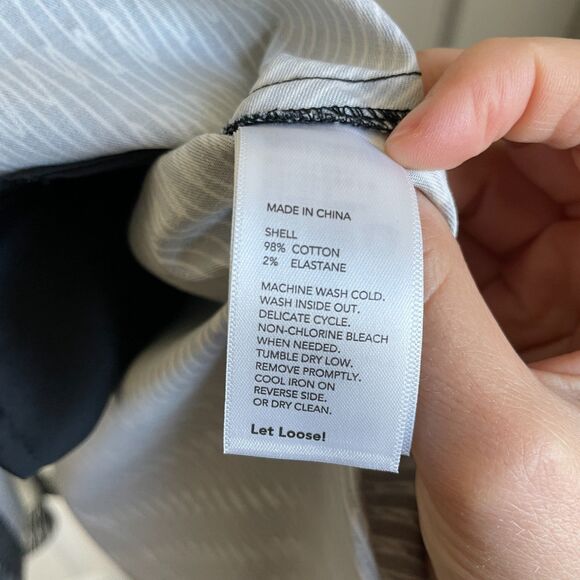 MADE IN CHINA
SHELL
98% COTTON
2% ELASTANE
MACHINE WASH COLD.
WASH INSIDE OUT.
DELICATE CYCLE.
NON-CHLORINE BLEACH
WHEN NEEDED.
TUMBLE DRY LOW.
REMOVE PROMPTLY.
COOL IRON ON
REVERSE SIDE.
OR DRY CLEAN.
Let Loose!